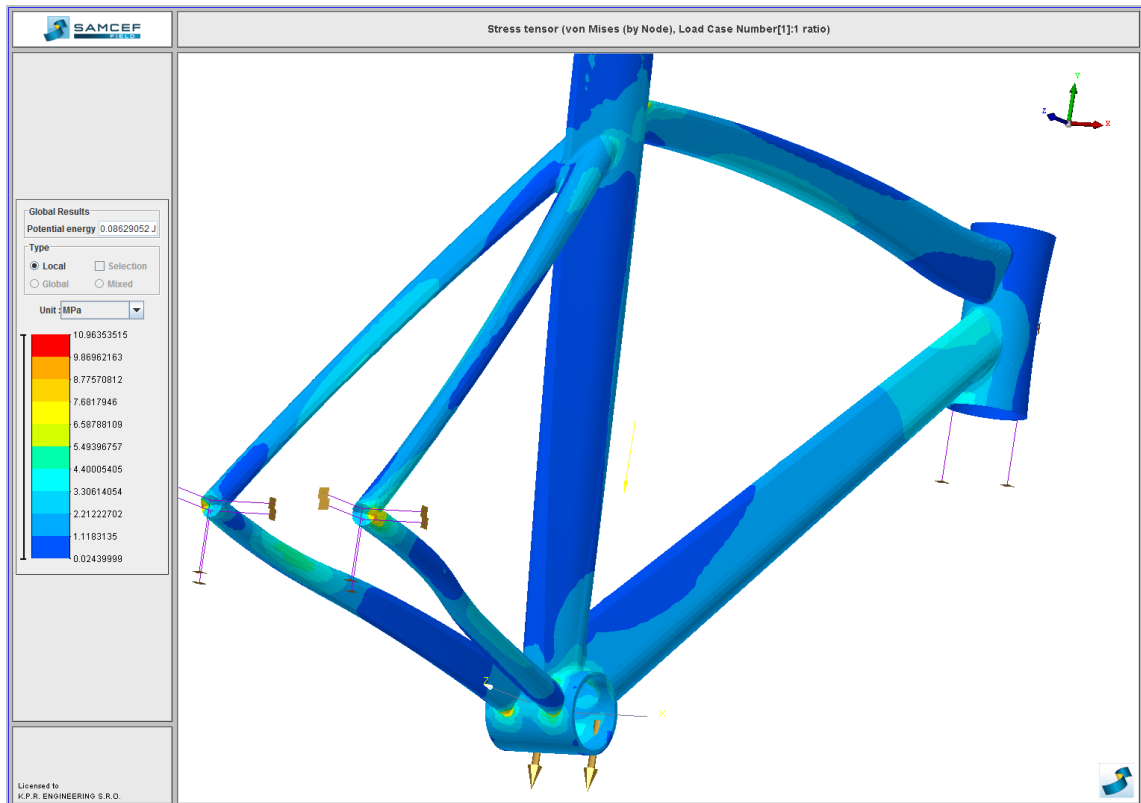 SAMCEF
FIELD
Stress tensor (von Mises (by Node), Load Case Number[1]:1 ratio)
Global Results
Potential energy 0.08629052 J
Type
Local Selection
Global Mixed
Unit : MPa
10.96353515
9.86962163
8.77570812
7.6817946
6.58788109
5.49396757
4.40005405
3.30614054
2.21222702
1.1183135
0.02439999
Y
Z
X
Z
X
Licensed to
K.P.R. ENGINEERING S.R.O.